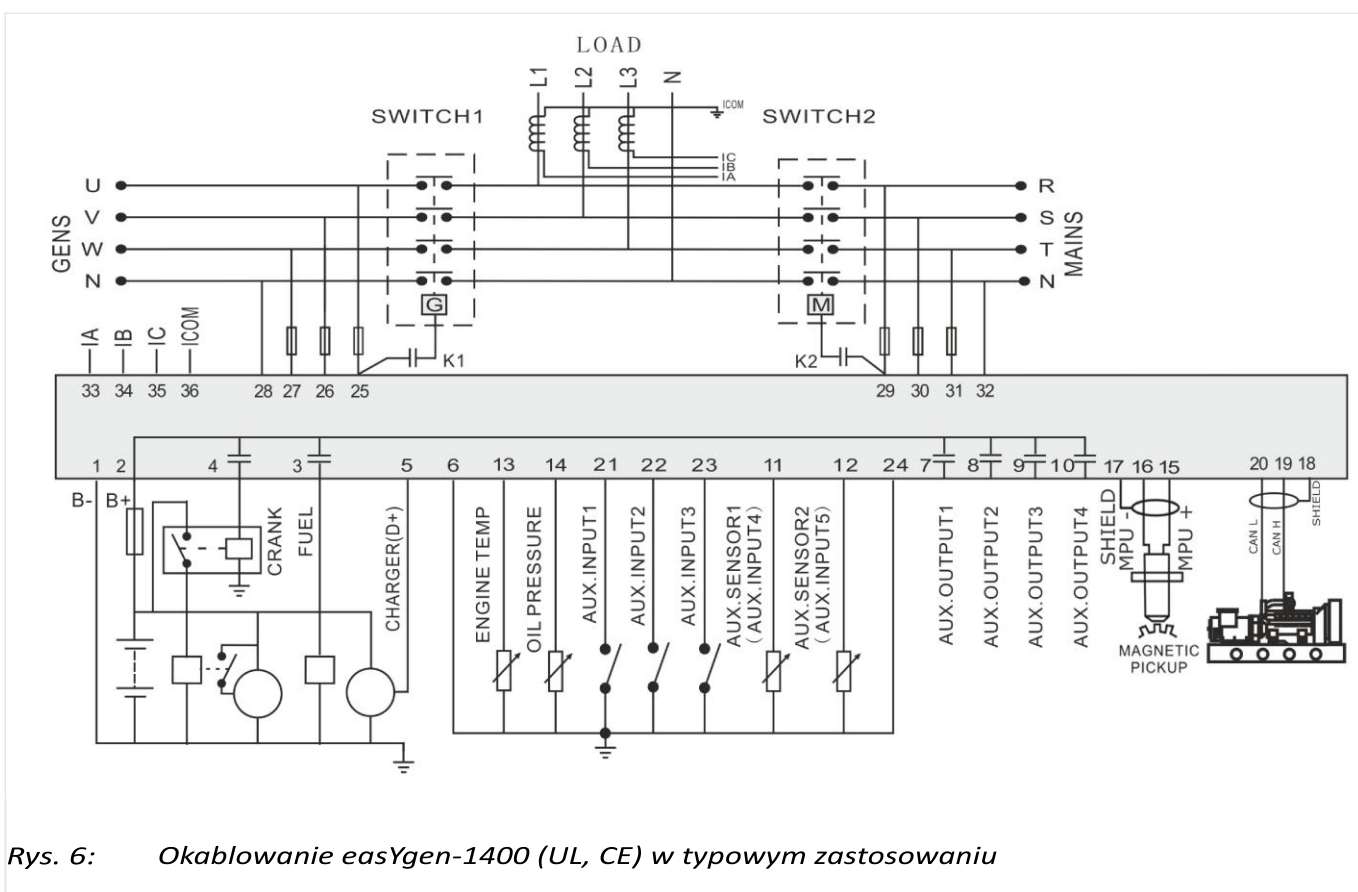 LOAD
L1
L2
L3
N
ICOM
SWITCH1
SWITCH2
IC
IB
IA
GENS
U
V
W
N
R
S
T
N
MAINS
G
M
K1
K2
IA
IB
IC
ICOM
33 34 35 36 28 27 26 25 29 30 31 32
1 2 4 3 5 6 13 14 21 22 23 11 12 24 7 8 9 10 17 16 15 20 19 18
B-
B+
CRANK
FUEL
CHARGER(D+)
ENGINE TEMP
OIL PRESSURE
AUX.INPUT1
AUX.INPUT2
AUX.INPUT3
AUX.SENSOR1
(AUX.INPUT4)
AUX.SENSOR2
(AUX.INPUT5)
AUX.OUTPUT1
AUX.OUTPUT2
AUX.OUTPUT3
AUX.OUTPUT4
SHIELD
MPU -
MPU +
MAGNETIC
PICKUP
CAN L
CAN H
SHIELD
Rys. 6: Okablowanie easYgen-1400 (UL, CE) w typowym zastosowaniu